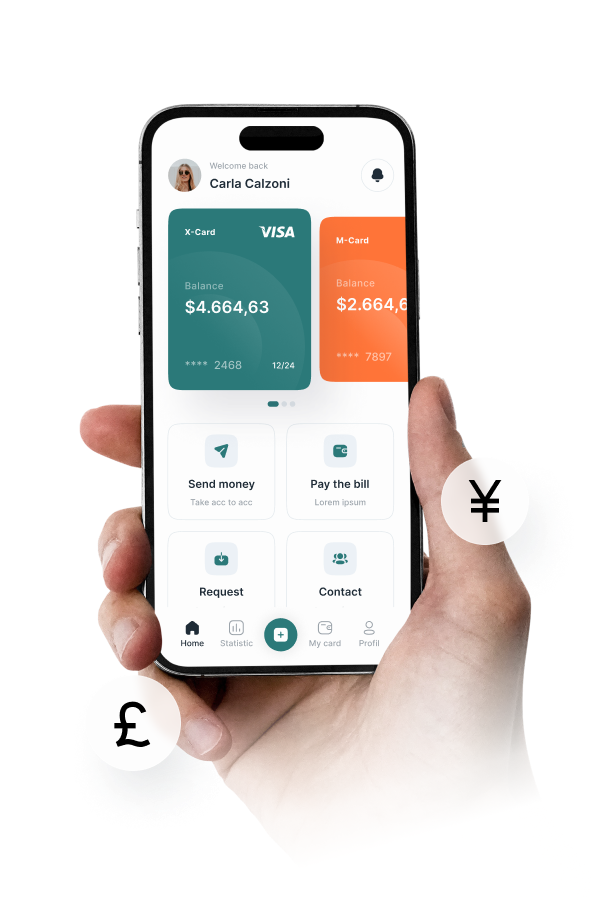 Welcome back
Carla Calzoni
X-Card VISA
Balance
$4.664,63
**** 2468 12/24
M-Card
Balance
$2.664,6
**** 7897
Send money
Take acc to acc
Pay the bill
Lorem ipsum
Request
Contact
Home Statistic My card Profil
¥
£